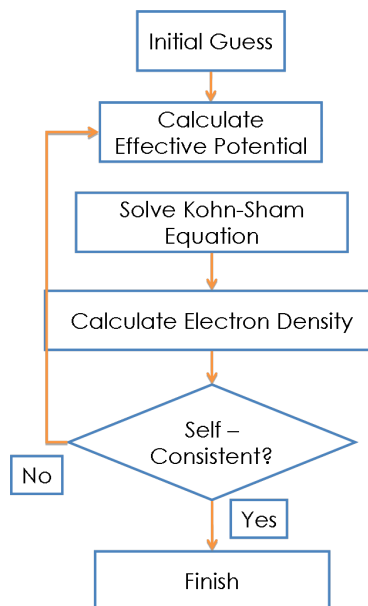 Initial Guess
Calculate
Effective Potential
Solve Kohn-Sham
Equation
Calculate Electron Density
Self –
Consistent?
No
Yes
Finish